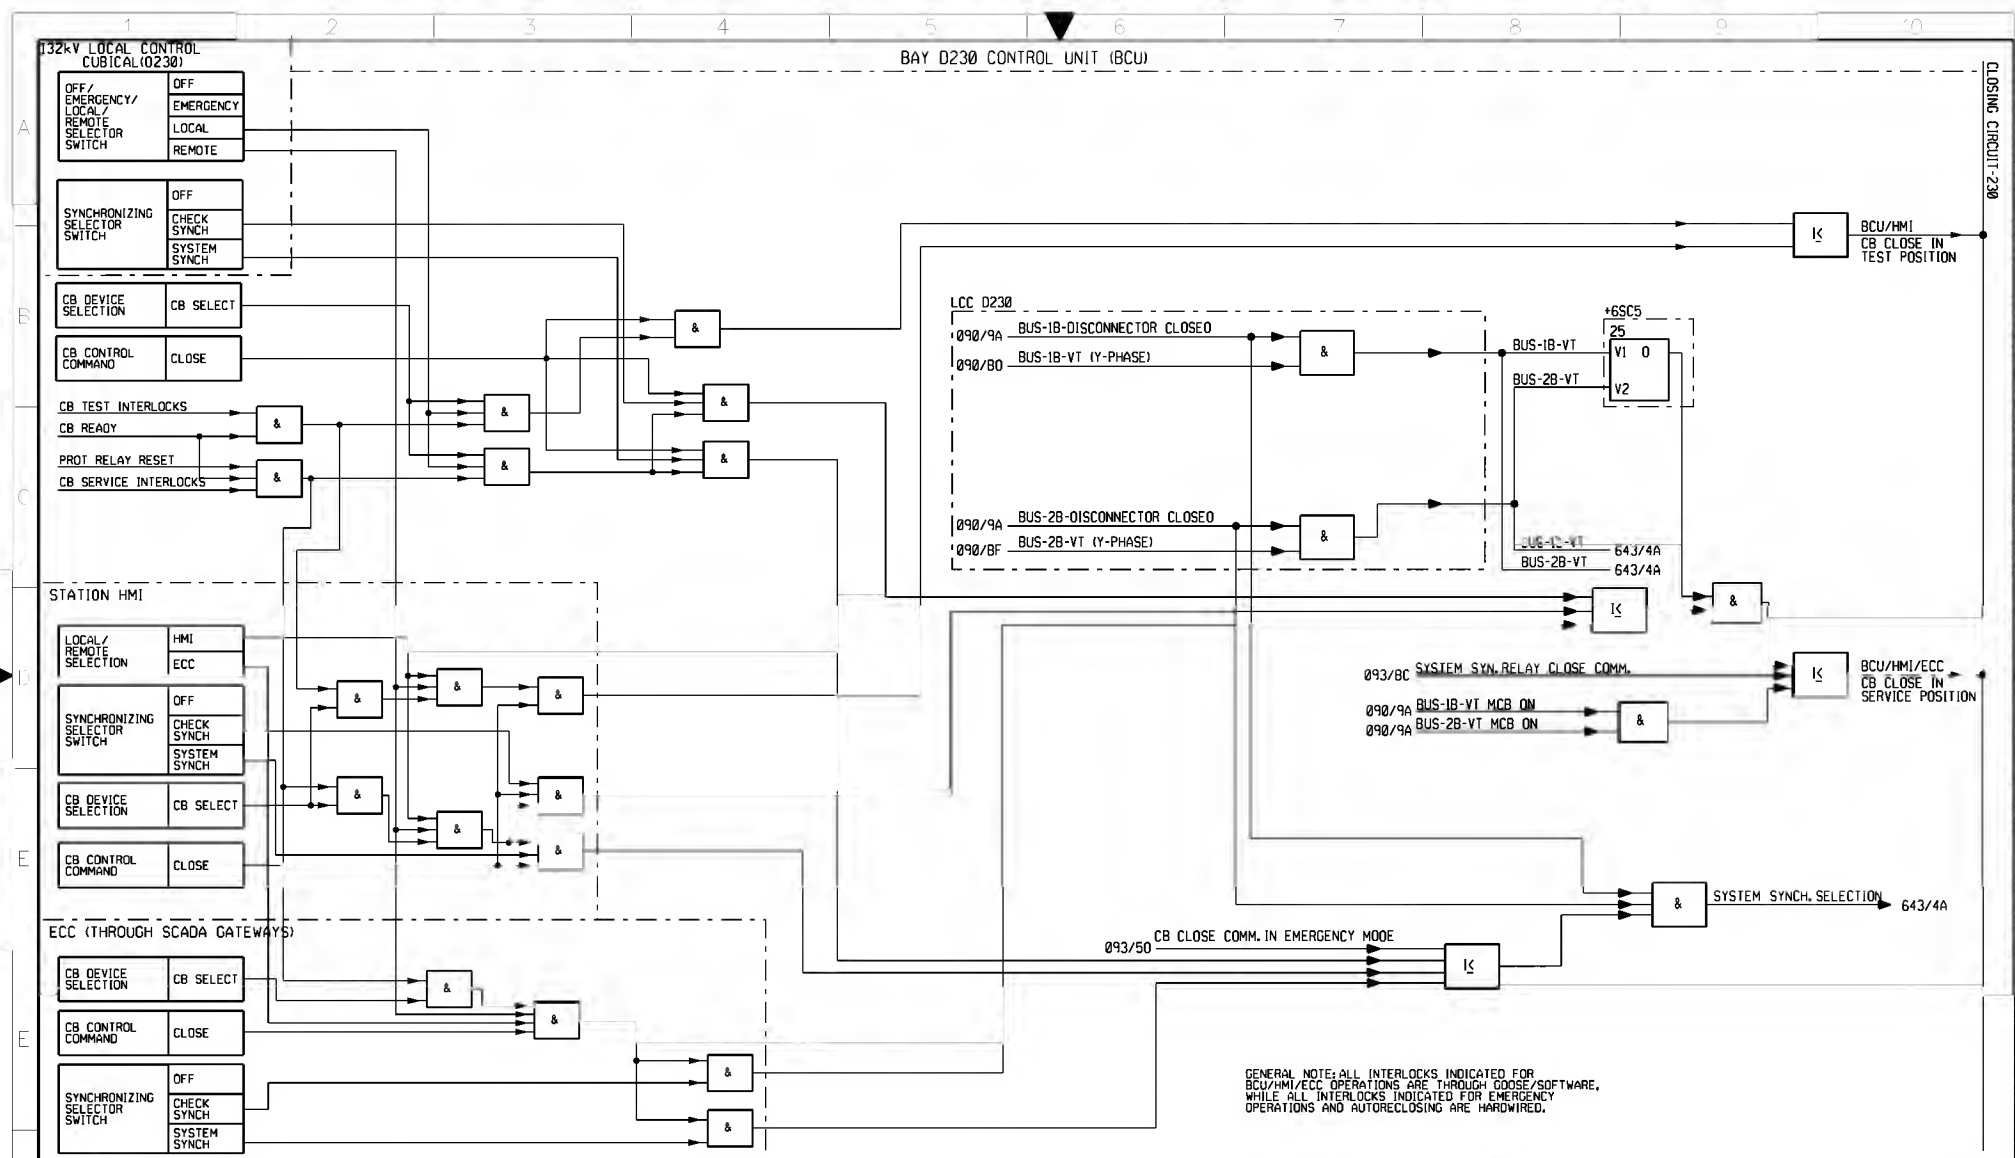 1 2 3 4 5 6 7 8 9 10
132kV LOCAL CONTROL
CUBICAL(D230)
BAY D230 CONTROL UNIT (BCU)
CLOSING CIRCUIT-230
A
OFF/
EMERGENCY/
LOCAL/
REMOTE
SELECTOR
SWITCH
OFF
EMERGENCY
LOCAL
REMOTE
SYNCHRONIZING
SELECTOR
SWITCH
OFF
CHECK
SYNCH
SYSTEM
SYNCH
B
CB DEVICE
SELECTION
CB SELECT
CB CONTROL
COMMAND
CLOSE
CB TEST INTERLOCKS
CB READY
PROT RELAY RESET
CB SERVICE INTERLOCKS
&
&
&
&
&
&
&
C
BCU/HMI
CB CLOSE IN
TEST POSITION
LCC D230
090/9A BUS-1B-DISCONNECTOR CLOSED
090/BD BUS-1B-VT (Y-PHASE)
&
090/9A BUS-2B-DISCONNECTOR CLOSED
090/BF BUS-2B-VT (Y-PHASE)
&
+6SC5
25
BUS-1B-VT
V1 O
BUS-2B-VT
V2
643/4A
BUS-2B-VT 643/4A
&
STATION HMI
D
LOCAL/
REMOTE
SELECTION
HMI
ECC
SYNCHRONIZING
SELECTOR
SWITCH
OFF
CHECK
SYNCH
SYSTEM
SYNCH
CB DEVICE
SELECTION
CB SELECT
CB CONTROL
COMMAND
CLOSE
&
&
&
&
&
&
&
E
093/BC SYSTEM SYN.RELAY CLOSE COMM.
090/9A BUS-1B-VT MCB ON
090/9A BUS-2B-VT MCB ON
&
BCU/HMI/ECC
CB CLOSE IN
SERVICE POSITION
& SYSTEM SYNCH.SELECTION 643/4A
093/5D CB CLOSE COMM.IN EMERGENCY MODE
ECC (THROUGH SCADA GATEWAYS)
CB DEVICE
SELECTION
CB SELECT
CB CONTROL
COMMAND
CLOSE
SYNCHRONIZING
SELECTOR
SWITCH
OFF
CHECK
SYNCH
SYSTEM
SYNCH
&
&
&
&
E
GENERAL NOTE:ALL INTERLOCKS INDICATED FOR
BCU/HMI/ECC OPERATIONS ARE THROUGH GOOSE/SOFTWARE.
WHILE ALL INTERLOCKS INDICATED FOR EMERGENCY
OPERATIONS AND AUTORECLOSING ARE HARDWIRED.